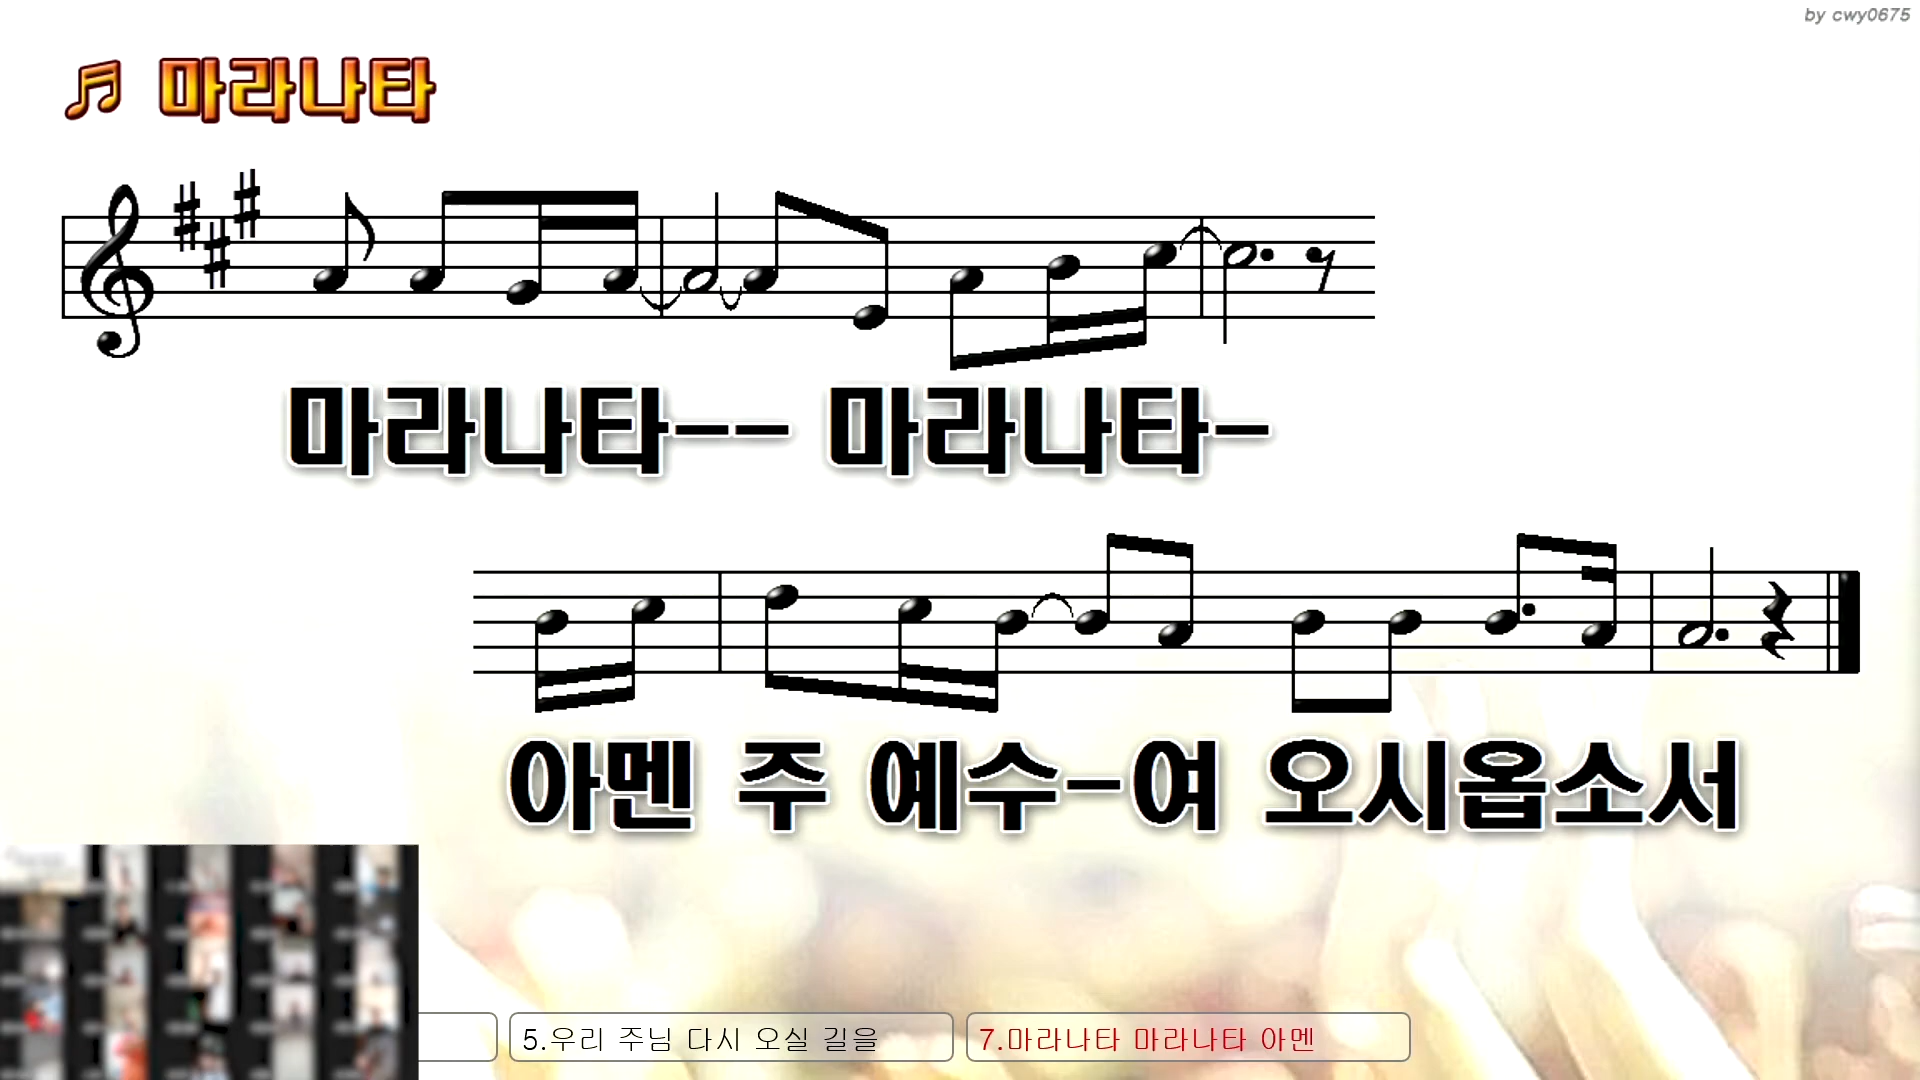 by cwy0675
♬ 마라나타
마라나타-- 마라나타-
아멘 주 예수-여 오시옵소서
5.우리 주님 다시 오실 길을
7.마라나타 마라나타 아멘